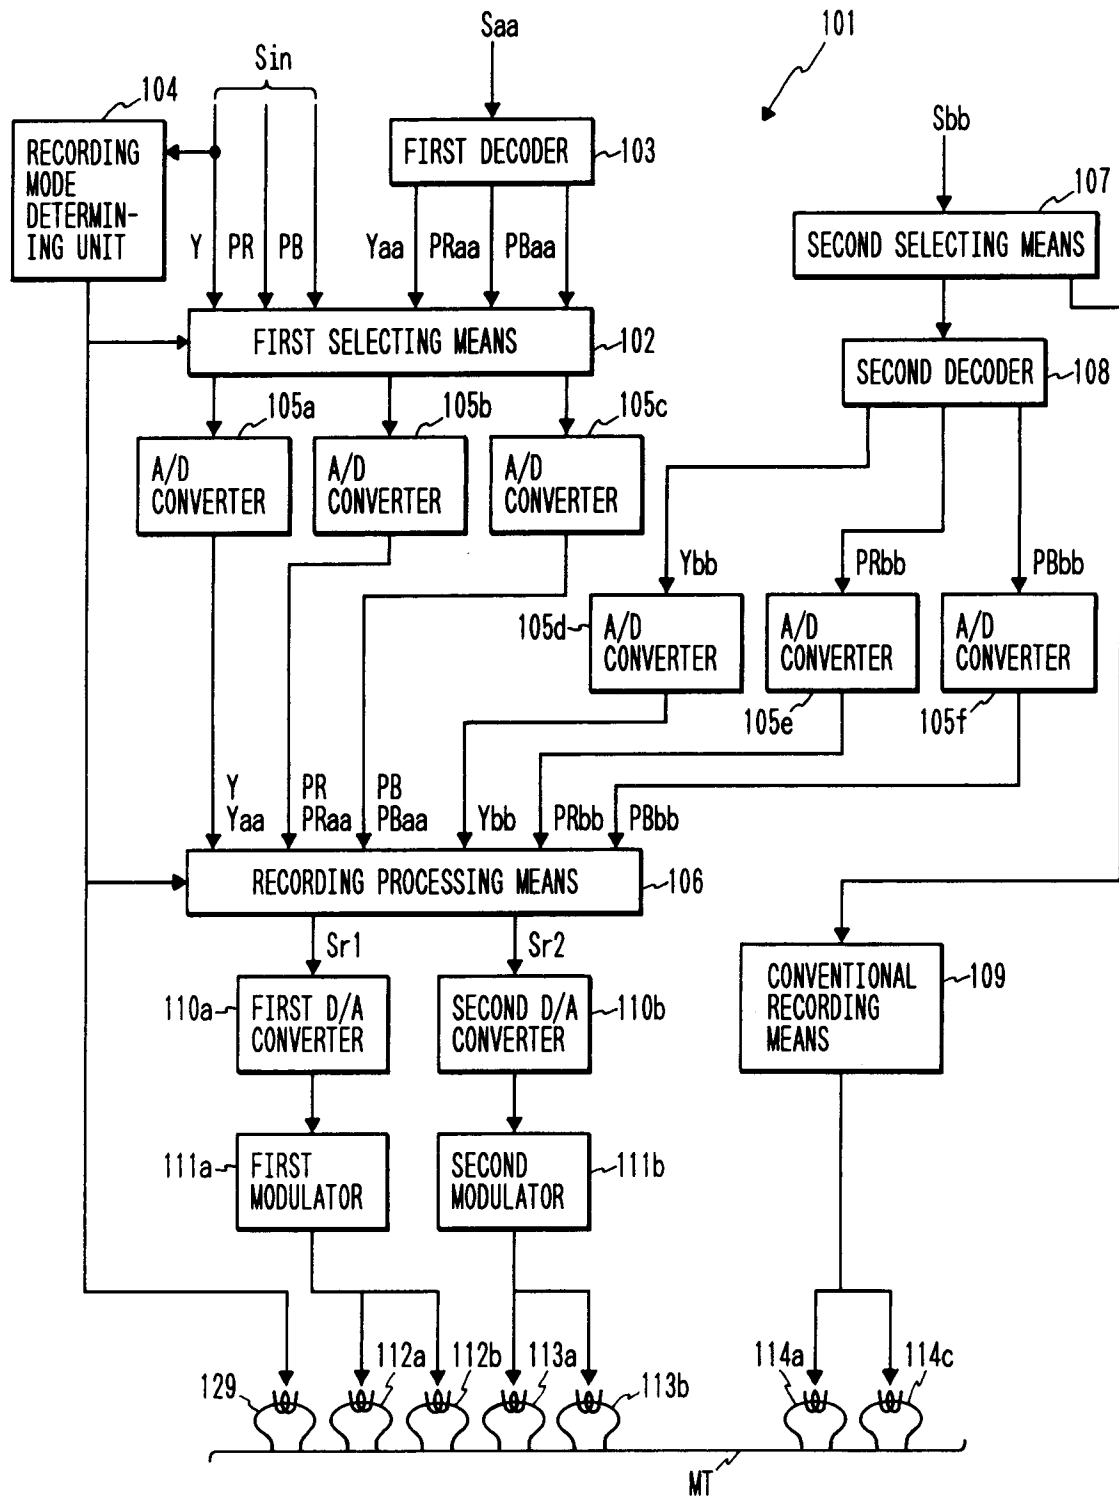 Saa
101
Sin
104
Sbb
RECORDING
MODE
DETERMIN-
ING UNIT
FIRST DECODER
103
107
Y
PR
PB
Yaa
PRaa
PBaa
SECOND SELECTING MEANS
FIRST SELECTING MEANS
102
SECOND DECODER
108
105a
105b
105c
A/D
CONVERTER
A/D
CONVERTER
A/D
CONVERTER
Ybb
PRbb
PBbb
105d
A/D
CONVERTER
A/D
CONVERTER
A/D
CONVERTER
105e
105f
Y
Yaa
PR
PRaa
PB
PBaa
Ybb
PRbb
PBbb
RECORDING PROCESSING MEANS
106
Sr1
Sr2
110a
FIRST D/A
CONVERTER
SECOND D/A
CONVERTER
110b
CONVENTIONAL
RECORDING
MEANS
109
111a
FIRST
MODULATOR
SECOND
MODULATOR
111b
129
112a
112b
113a
113b
114a
114c
MT